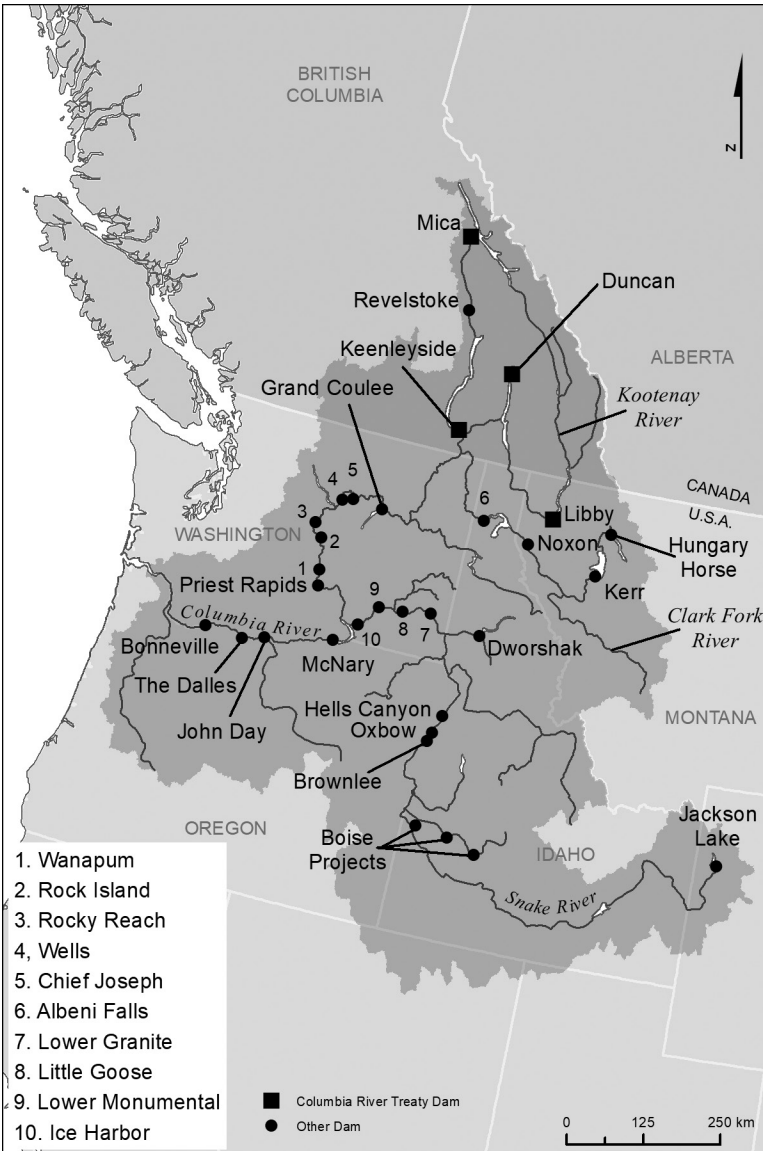 BRITISH
COLUMBIA
N
Mica
Duncan
Revelstoke
Keenleyside
ALBERTA
Grand Coulee
Kootenay
River
CANADA
U.S.A.
4 5
6
3
Libby
WASHINGTON
2
Noxon
Hungary
Horse
1
Priest Rapids
Kerr
9
8
7
10
Columbia River
Clark Fork
River
Bonneville
McNary
Dworshak
The Dalles
John Day
Hells Canyon
Oxbow
MONTANA
Brownlee
OREGON
Boise
Projects
IDAHO
Jackson
Lake
Snake River
1. Wanapum
2. Rock Island
3. Rocky Reach
4, Wells
5. Chief Joseph
6. Albeni Falls
7. Lower Granite
8. Little Goose
9. Lower Monumental
10. Ice Harbor
Columbia River Treaty Dam
Other Dam
0 125 250 km